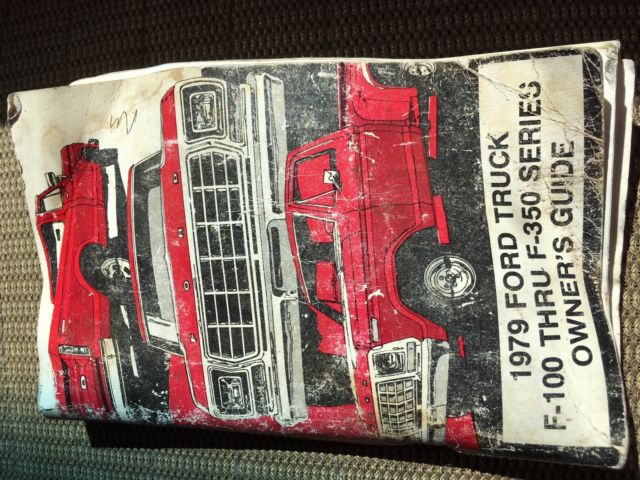 1979 FORD TRUCK
F-100 THRU F-350 SERIES
OWNER'S GUIDE